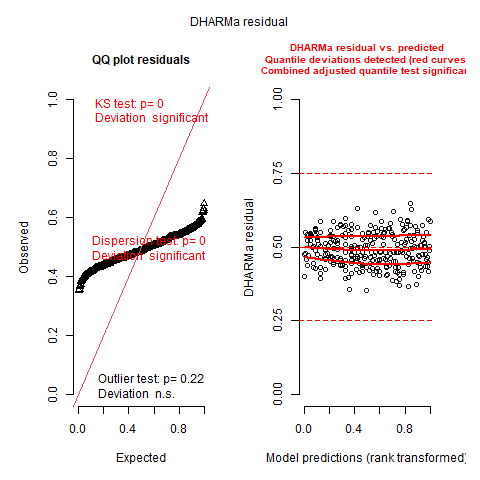 DHARMa residual
QQ plot residuals
KS test: p= 0
Deviation significant
Dispersion test: p= 0
Deviation significant
Outlier test: p= 0.22
Deviation n.s.
Observed
0.0
0.2
0.4
0.6
0.8
1.0
0.0
0.4
0.8
Expected
DHARMa residual vs. predicted
Quantile deviations detected (red curves
Combined adjusted quantile test significan
DHARMa residual
0.00
0.25
0.50
0.75
1.00
0.0
0.4
0.8
Model predictions (rank transformed)